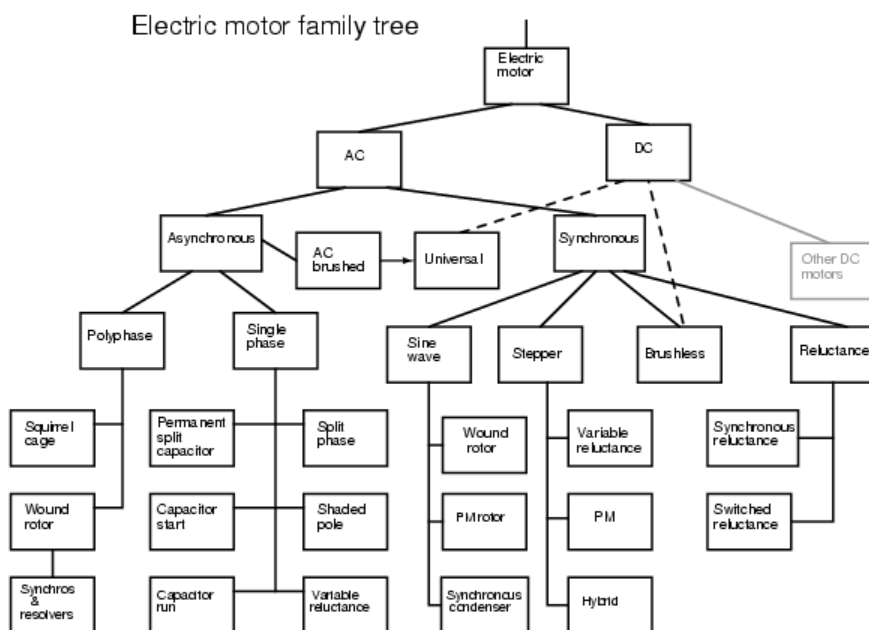 Electric motor family tree
Electric
motor
AC
DC
Asynchronous
AC
brushed
Universal
Synchronous
Other DC
motors
Polyphase
Single
phase
Sine
wave
Stepper
Brushless
Reluctance
Squirrel
cage
Permanent
split
capacitor
Split
phase
Wound
rotor
Variable
reluctance
Synchronous
reluctance
Wound
rotor
Capacitor
start
Shaded
pole
PM rotor
PM
Switched
reluctance
Synchros
&
resolvers
Capacitor
run
Variable
reluctance
Synchronous
condenser
Hybrid